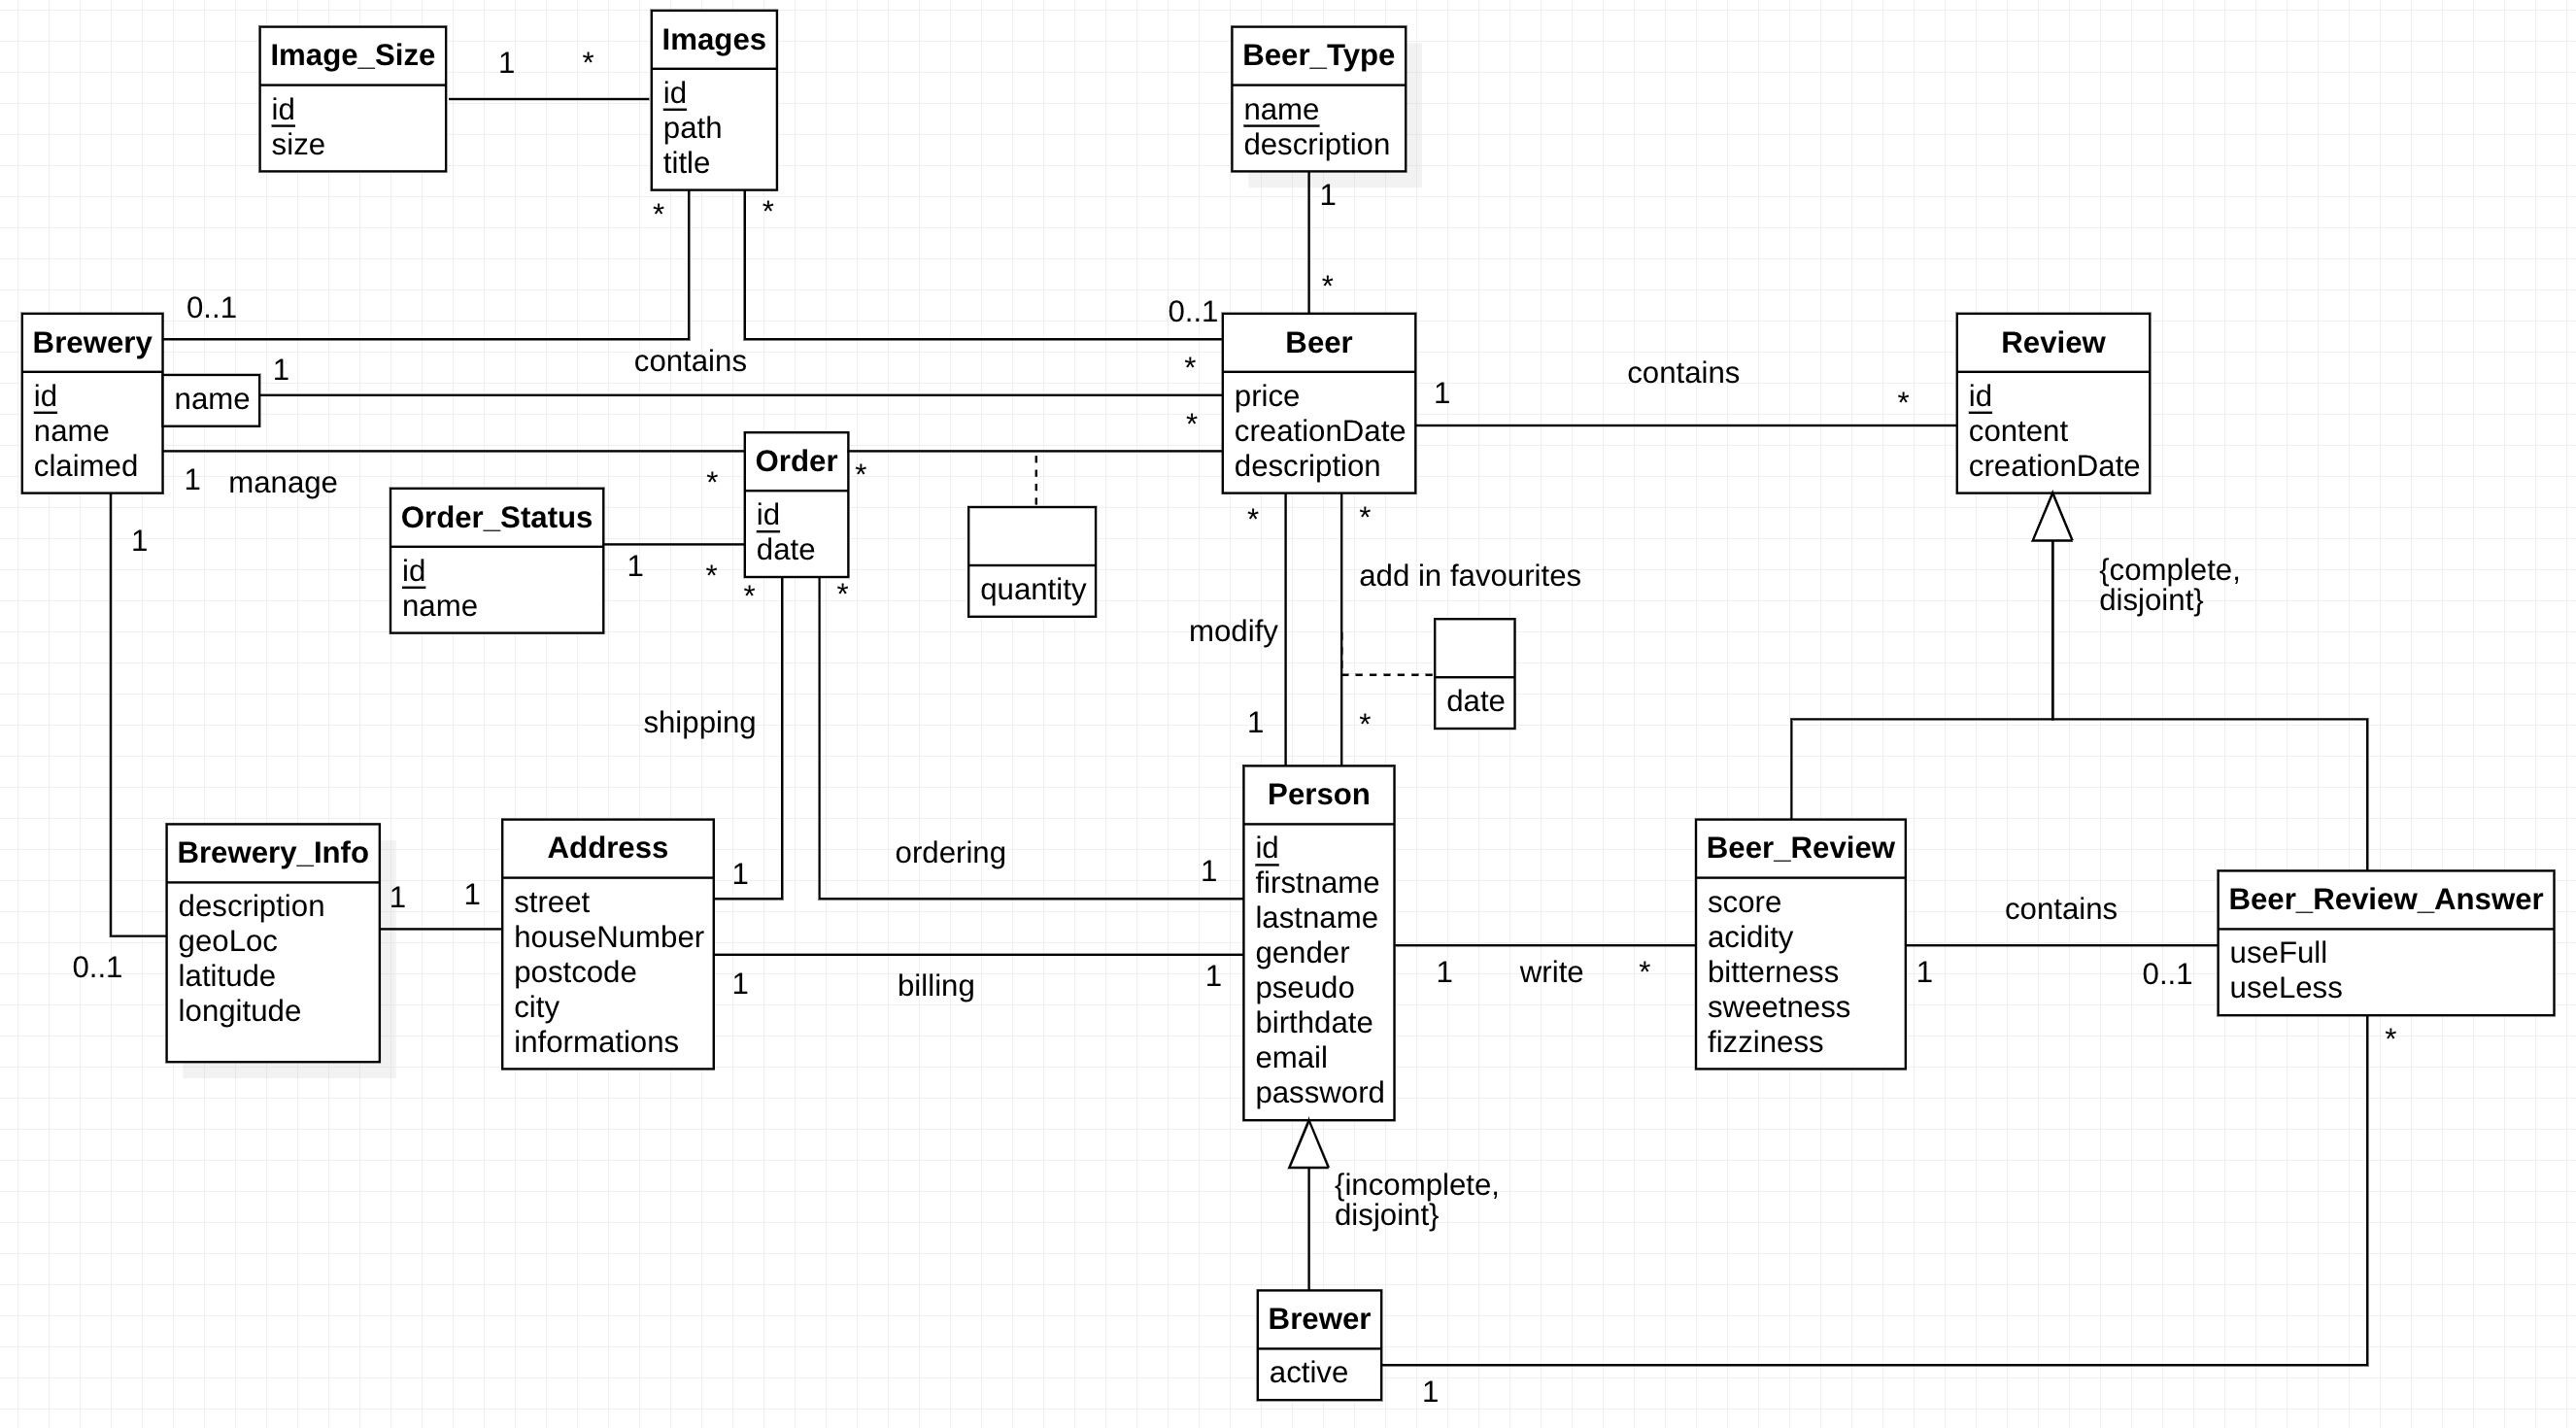 Image_Size
id
size
1
*
Images
id
path
title
*
*
Beer_Type
name
description
1
*
0..1
0..1
Brewery
id
name
claimed
name
1
contains
*
*
Beer
price
creationDate
description
1
contains
*
Review
id
content
creationDate
1
manage
*
Order
id
date
*
Order_Status
id
name
1
*
*
*
quantity
1
*
*
add in favourites
modify
date
1
*
{complete,
disjoint}
shipping
Person
id
firstname
lastname
gender
pseudo
birthdate
email
password
Brewery_Info
description
geoLoc
latitude
longitude
0..1
1
1
Address
street
houseNumber
postcode
city
informations
1
ordering
1
1
billing
1
1
write
*
Beer_Review
score
acidity
bitterness
sweetness
fizziness
1
contains
0..1
Beer_Review_Answer
useFull
useLess
*
{incomplete,
disjoint}
Brewer
active
1